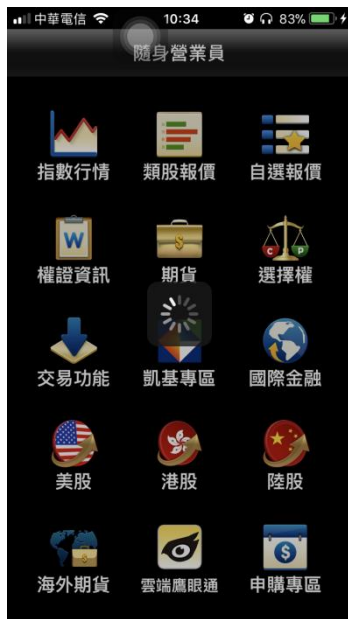 中華電信 10:34 83%
隨身營業員
指數行情 類股報價 自選報價
W $ C P
權證資訊 期貨 選擇權
交易功能 凱基專區 國際金融
美股 港股 陸股
$
海外期貨 雲端鷹眼通 申購專區